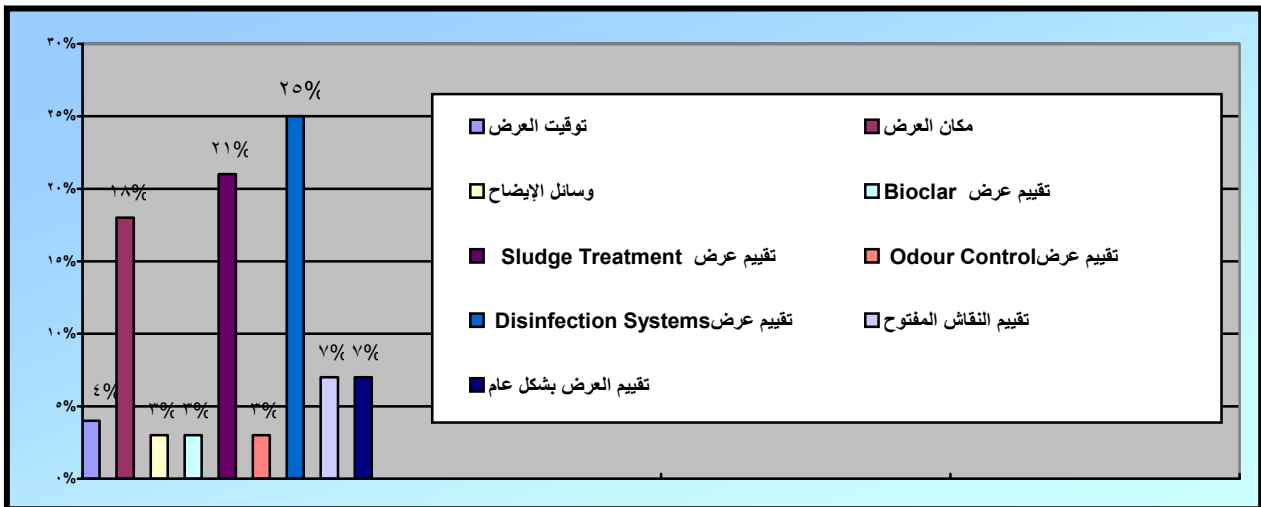 ٣٠%
٢٥%
٢٠%
١٥%
١٠%
٥%
٠%
٤%
١٨%
٣%
٣%
٢١%
٣%
٢٥%
٧%
٧%
توقيت العرض
مكان العرض
وسائل الإيضاح
تقييم عرض Bioclar
تقييم عرض Sludge Treatment
تقييم عرض Odour Control
تقييم عرض Disinfection Systems
تقييم النقاش المفتوح
تقييم العرض بشكل عام